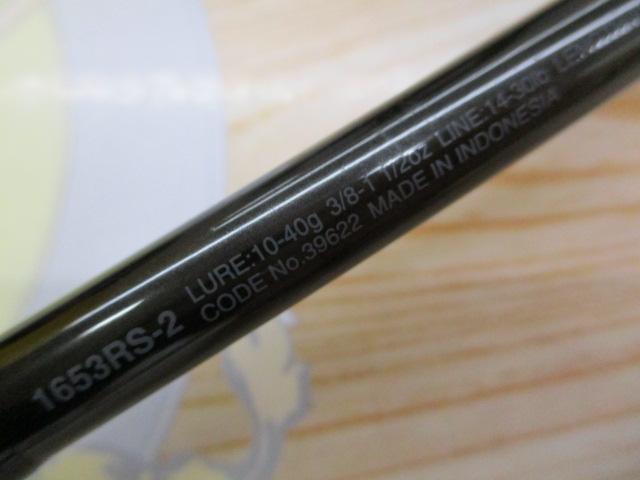 1653RS-2 LURE:10-40g 3/8-1 1/2oz LINE:14-30lb
CODE No.39622 MADE IN INDONESIA